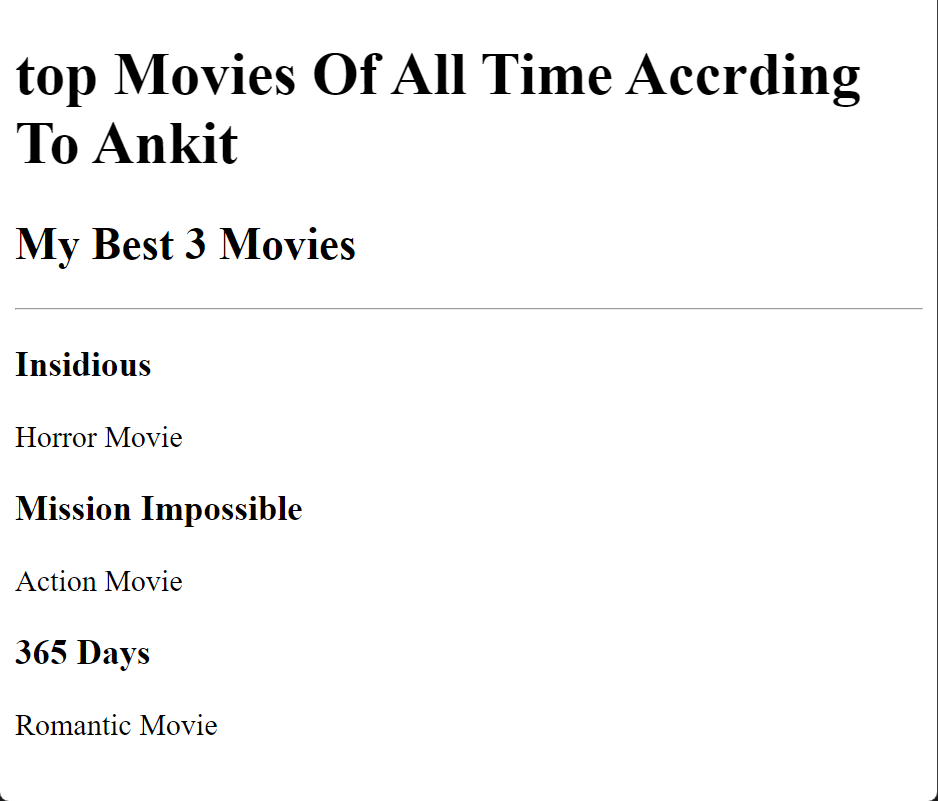 top Movies Of All Time Accrding
To Ankit
My Best 3 Movies
Insidious
Horror Movie
Mission Impossible
Action Movie
365 Days
Romantic Movie